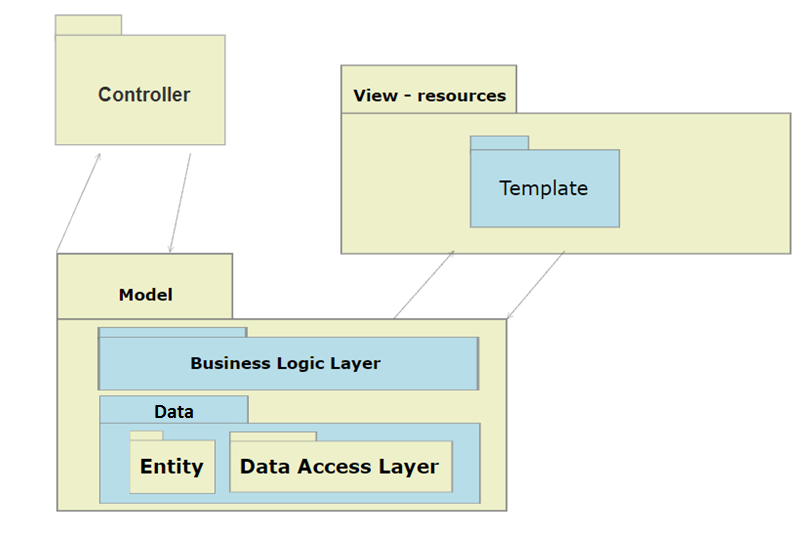 Controller
View - resources
Template
Model
Business Logic Layer
Data
Entity
Data Access Layer